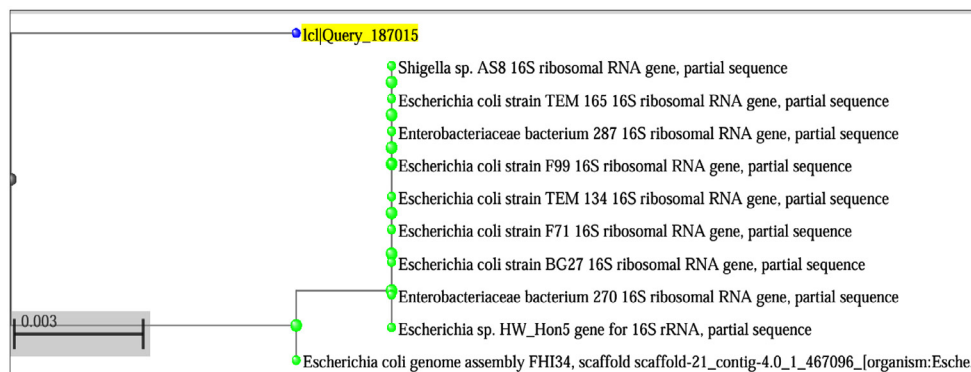 lcl|Query_187015
Shigella sp. AS8 16S ribosomal RNA gene, partial sequence
Escherichia coli strain TEM 165 16S ribosomal RNA gene, partial sequence
Enterobacteriaceae bacterium 287 16S ribosomal RNA gene, partial sequence
Escherichia coli strain F99 16S ribosomal RNA gene, partial sequence
Escherichia coli strain TEM 134 16S ribosomal RNA gene, partial sequence
Escherichia coli strain F71 16S ribosomal RNA gene, partial sequence
Escherichia coli strain BG27 16S ribosomal RNA gene, partial sequence
Enterobacteriaceae bacterium 270 16S ribosomal RNA gene, partial sequence
0.003
Escherichia sp. HW_Hon5 gene for 16S rRNA, partial sequence
Escherichia coli genome assembly FHI34, scaffold scaffold-21_contig-4.0_1_467096_[organism:Esche